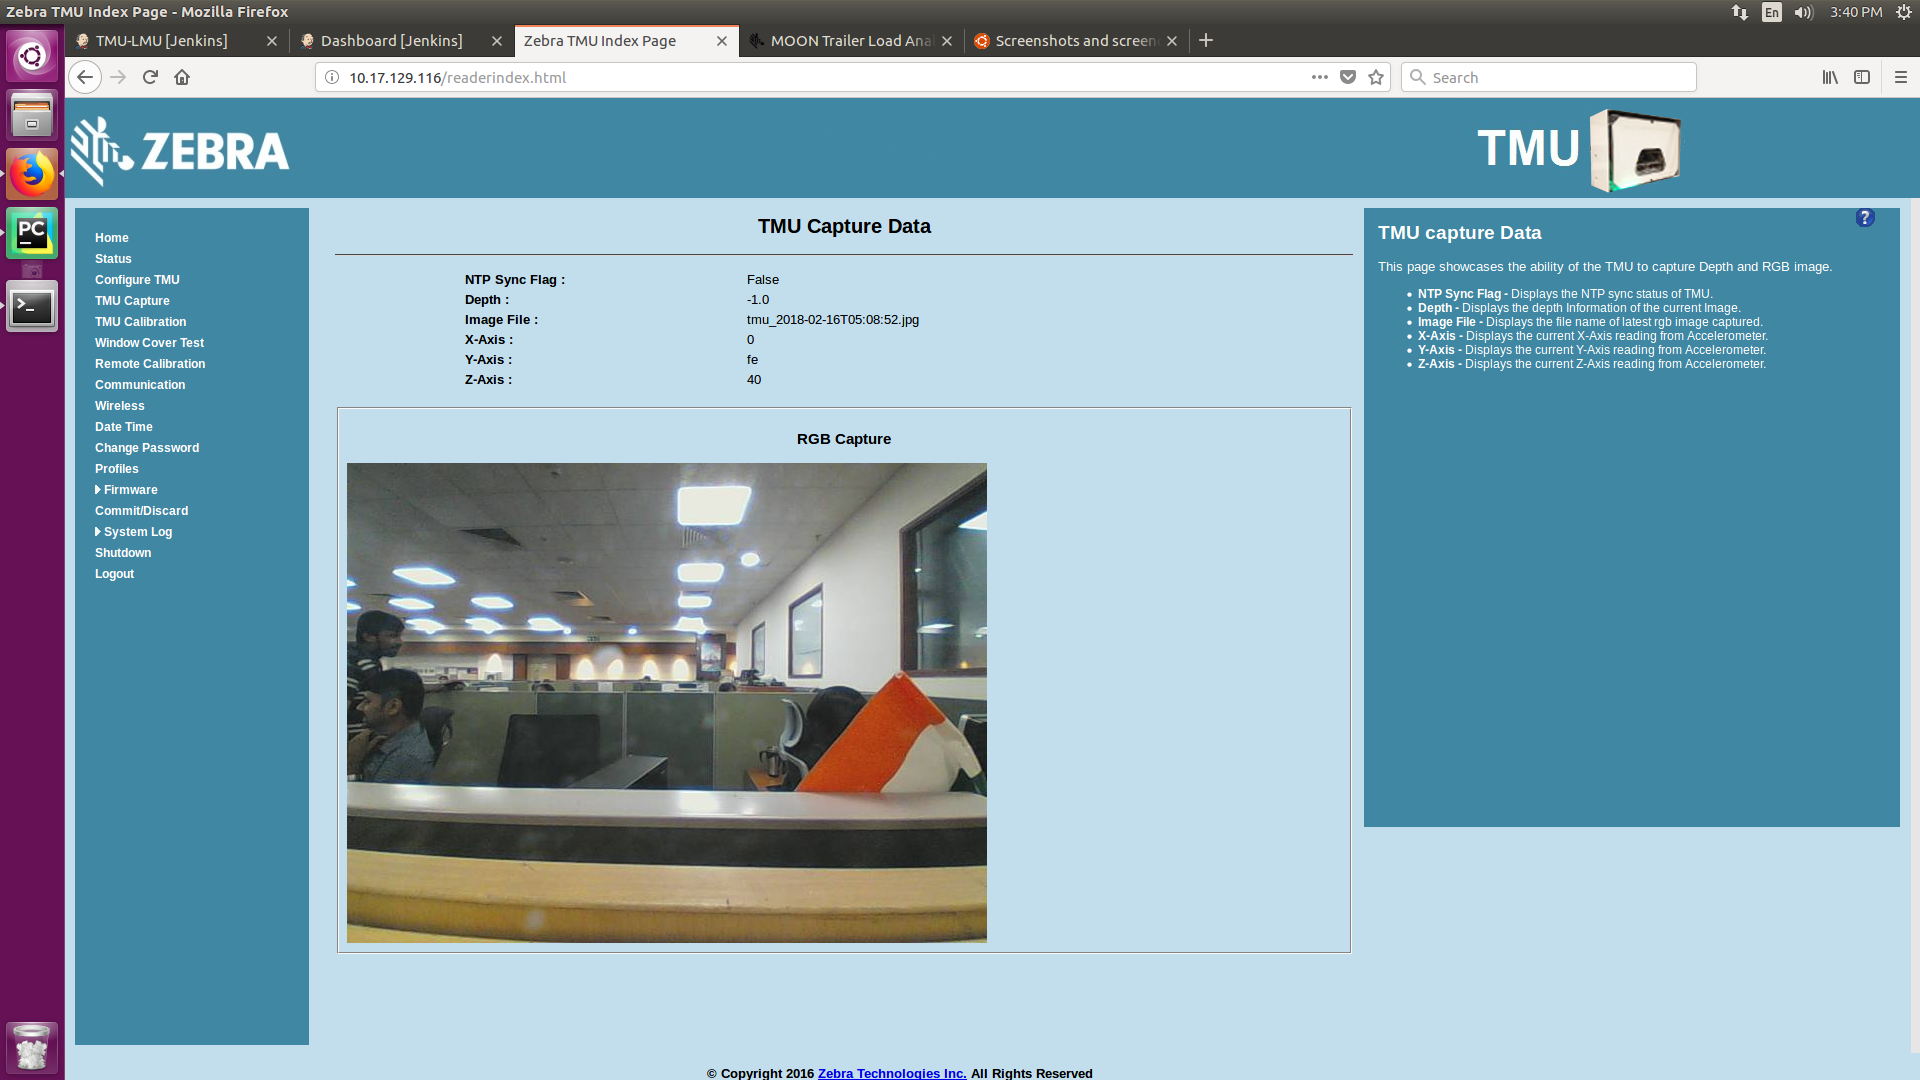 Zebra TMU Index Page - Mozilla Firefox
En
3:40 PM
TMU-LMU [Jenkins]
Dashboard [Jenkins]
Zebra TMU Index Page
MOON Trailer Load Anal
Screenshots and screen
10.17.129.116/readerindex.html
Search
ZEBRA
TMU
PC
Home
Status
Configure TMU
TMU Capture
TMU Calibration
Window Cover Test
Remote Calibration
Communication
Wireless
Date Time
Change Password
Profiles
Firmware
Commit/Discard
System Log
Shutdown
Logout
TMU Capture Data
NTP Sync Flag : False
Depth : -1.0
Image File : tmu_2018-02-16T05:08:52.jpg
X-Axis : 0
Y-Axis : fe
Z-Axis : 40
RGB Capture
?
TMU capture Data
This page showcases the ability of the TMU to capture Depth and RGB image.
• NTP Sync Flag - Displays the NTP sync status of TMU.
• Depth - Displays the depth Information of the current Image.
• Image File - Displays the file name of latest rgb image captured.
• X-Axis - Displays the current X-Axis reading from Accelerometer.
• Y-Axis - Displays the current Y-Axis reading from Accelerometer.
• Z-Axis - Displays the current Z-Axis reading from Accelerometer.
© Copyright 2016 Zebra Technologies Inc. All Rights Reserved